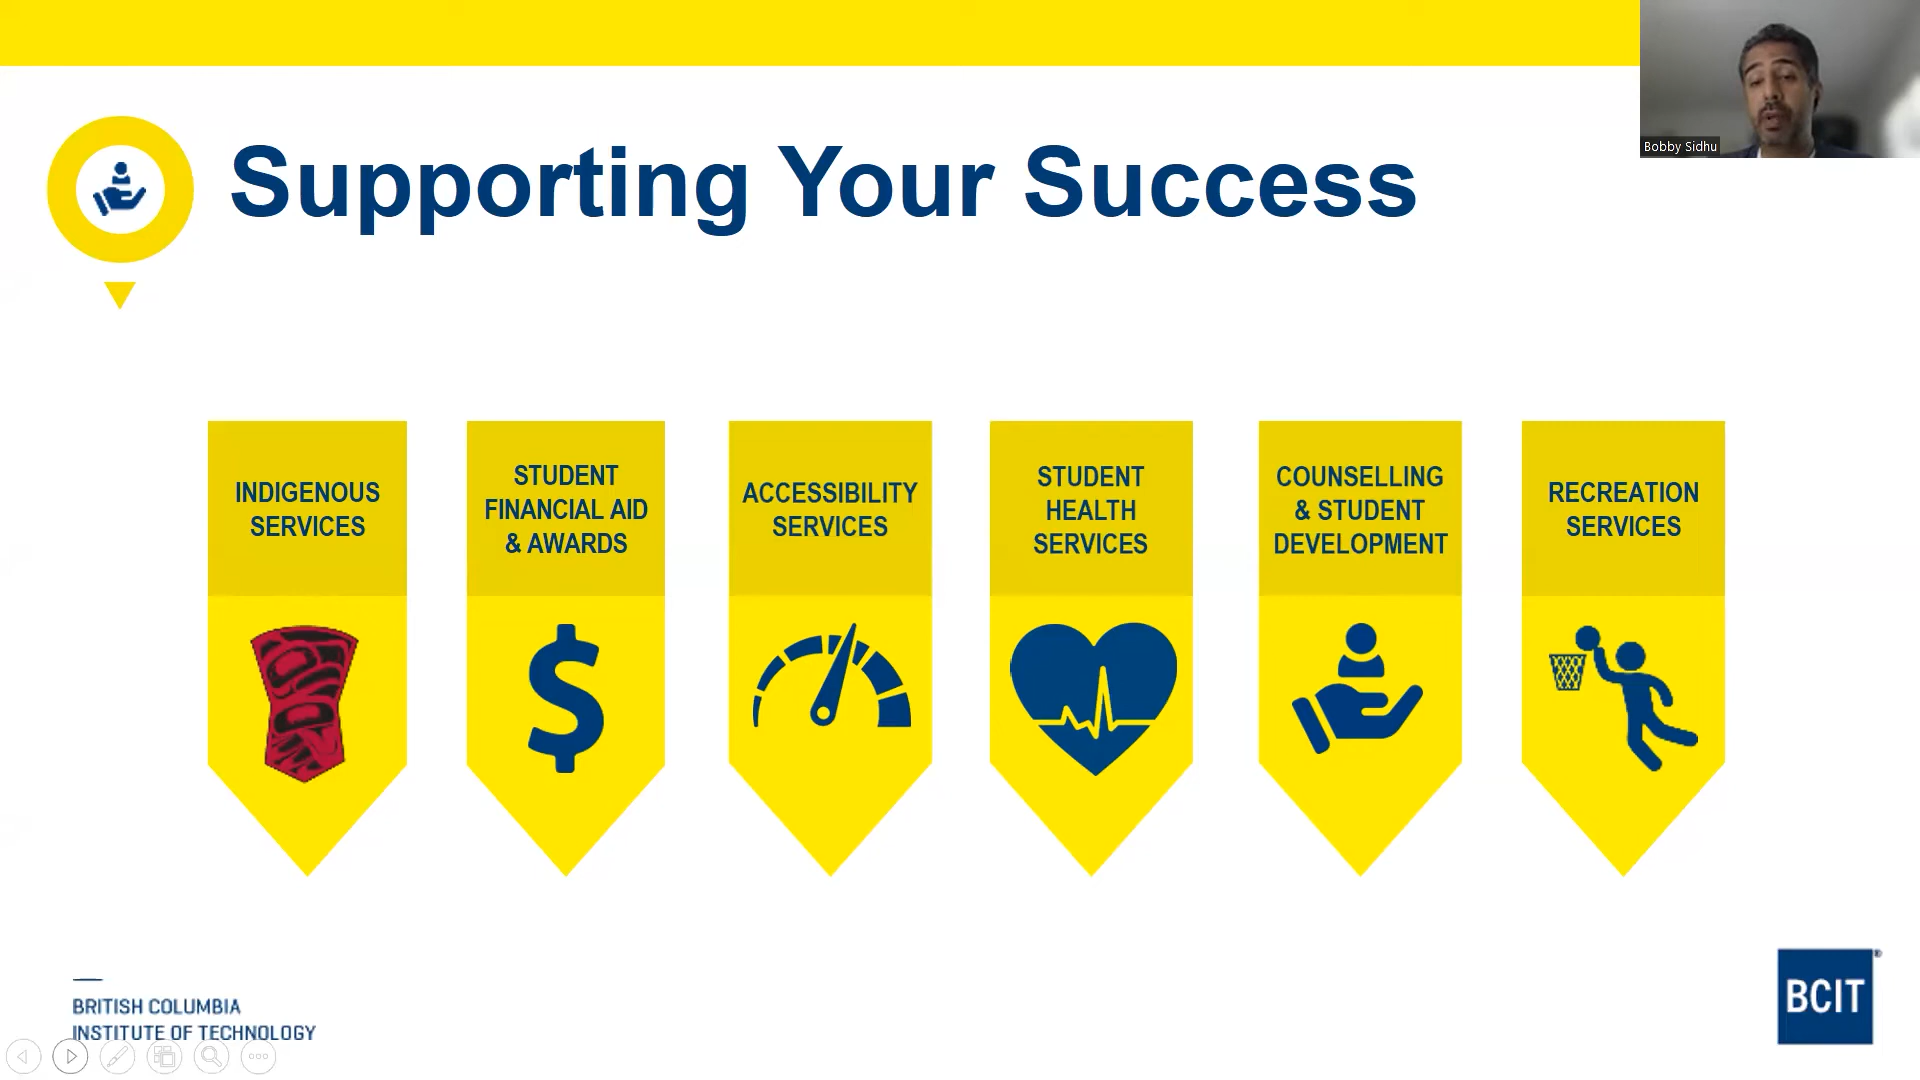 Bobby Sidhu
Supporting Your Success
INDIGENOUS
SERVICES
STUDENT
FINANCIAL AID
& AWARDS
ACCESSIBILITY
SERVICES
STUDENT
HEALTH
SERVICES
COUNSELLING
& STUDENT
DEVELOPMENT
RECREATION
SERVICES
$
BRITISH COLUMBIA
INSTITUTE OF TECHNOLOGY
BCIT®